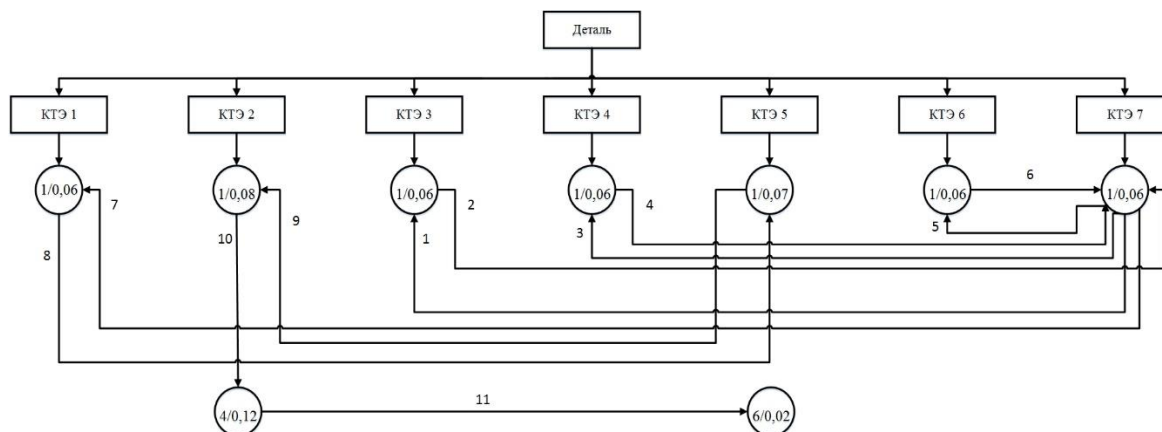 Деталь
КТЭ 1 КТЭ 2 КТЭ 3 КТЭ 4 КТЭ 5 КТЭ 6 КТЭ 7
1/0,06 7 1/0,08 9 1/0,06 2 1/0,06 4 1/0,07 1/0,06 6 1/0,06
8 10 1 3 5
4/0,12 11 6/0,02